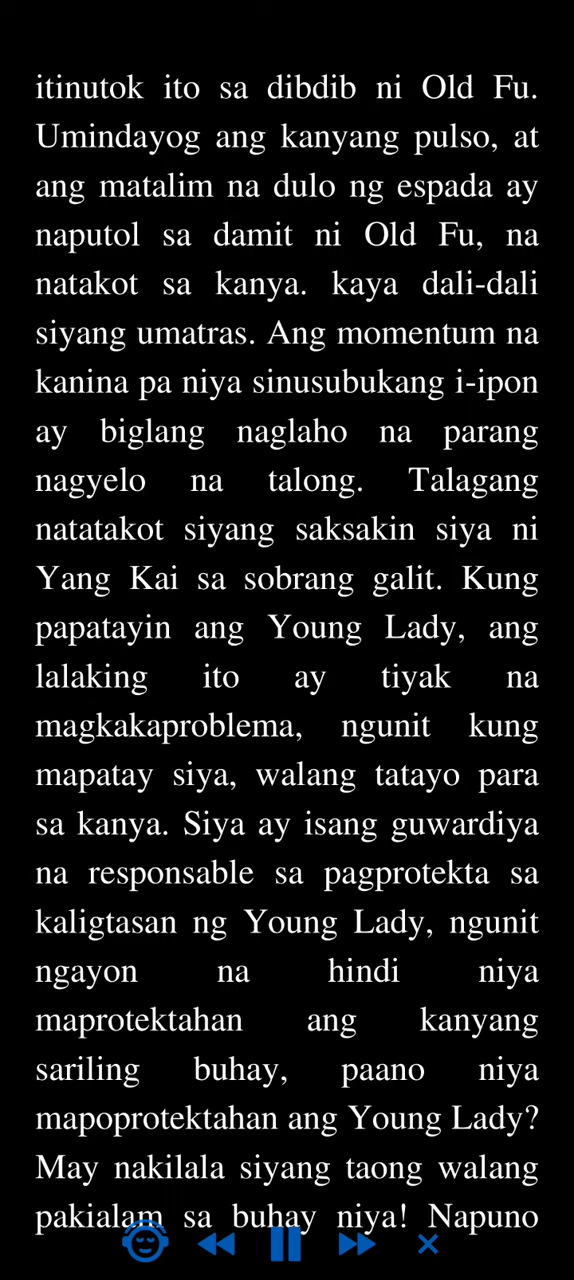 itinutok ito sa dibdib ni Old Fu.
Umindayog ang kanyang pulso, at
ang matalim na dulo ng espada ay
naputol sa damit ni Old Fu, na
natakot sa kanya. kaya dali-dali
siyang umatras. Ang momentum na
kanina pa niya sinusubukang i-ipon
ay biglang naglaho na parang
nagyelo na talong. Talagang
natatakot siyang saksakin siya ni
Yang Kai sa sobrang galit. Kung
papatayin ang Young Lady, ang
lalaking ito ay tiyak na
magkakaproblema, ngunit kung
mapatay siya, walang tatayo para
sa kanya. Siya ay isang guwardiya
na responsable sa pagprotekta sa
kaligtasan ng Young Lady, ngunit
ngayon na hindi niya
maprotektahan ang kanyang
sariling buhay, paano niya
mapoprotektahan ang Young Lady?
May nakilala siyang taong walang
pakialam sa buhay niya! Napuno